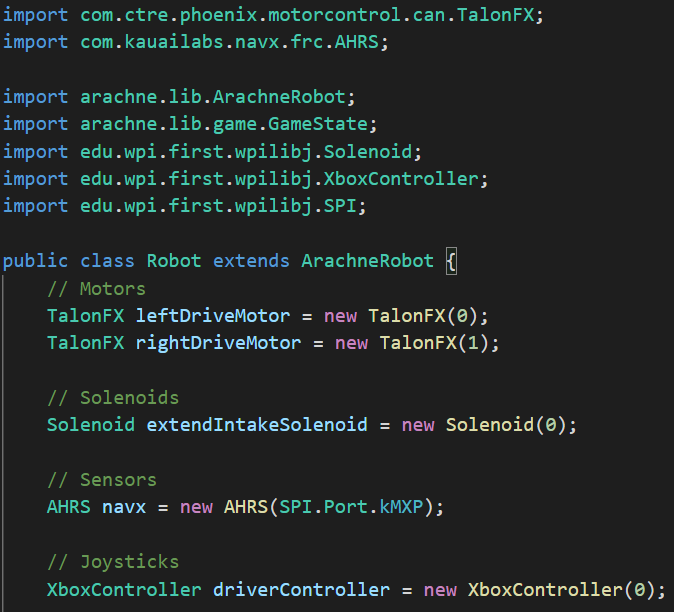 import com.ctre.phoenix.motorcontrol.can.TalonFX;
import com.kauailabs.navx.frc.AHRS;

import arachne.lib.ArachneRobot;
import arachne.lib.game.GameState;
import edu.wpi.first.wpilibj.Solenoid;
import edu.wpi.first.wpilibj.XboxController;
import edu.wpi.first.wpilibj.SPI;

public class Robot extends ArachneRobot {
    // Motors
    TalonFX leftDriveMotor = new TalonFX(0);
    TalonFX rightDriveMotor = new TalonFX(1);

    // Solenoids
    Solenoid extendIntakeSolenoid = new Solenoid(0);

    // Sensors
    AHRS navx = new AHRS(SPI.Port.kMXP);

    // Joysticks
    XboxController driverController = new XboxController(0);